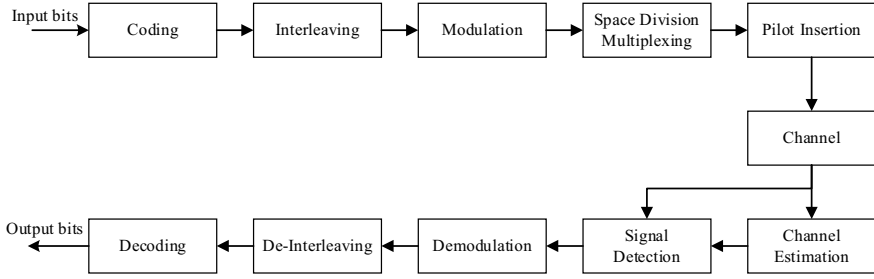 Input bits
Coding
Interleaving
Modulation
Space Division
Multiplexing
Pilot Insertion
Channel
Output bits
Decoding
De-Interleaving
Demodulation
Signal
Detection
Channel
Estimation